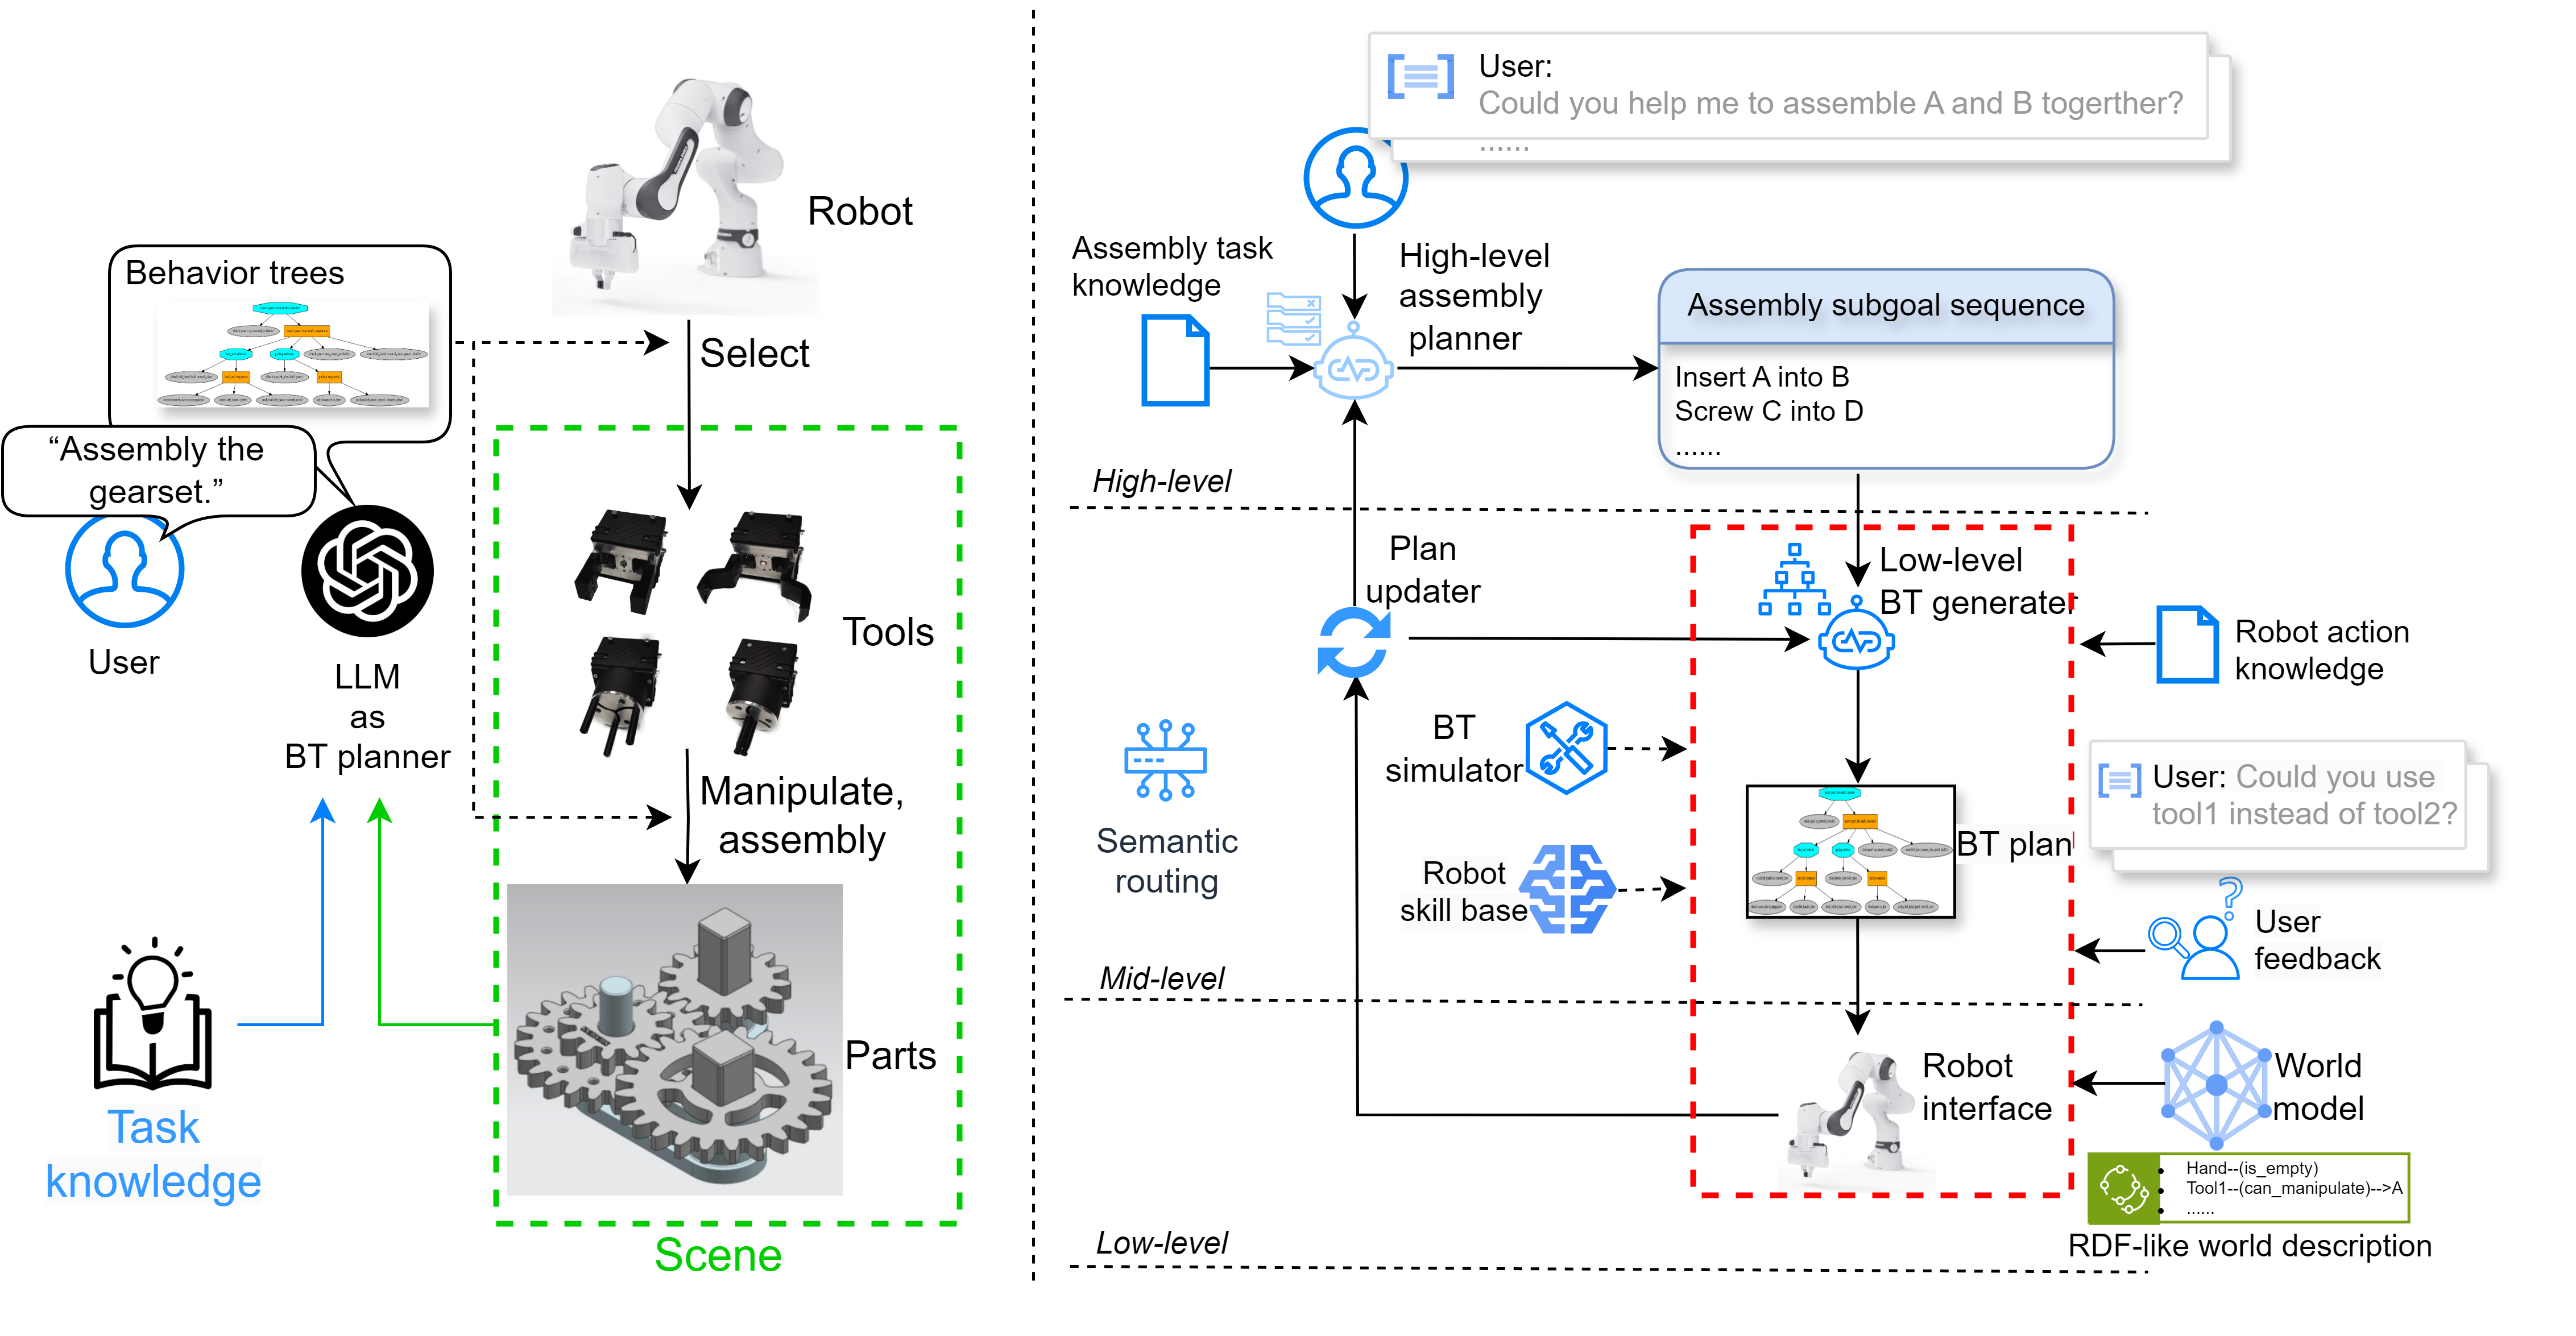 Robot
Behavior trees
Select
“Assembly the
gearset.”
Tools
User
LLM
as
BT planner
Manipulate,
assembly
Parts
Task
knowledge
Scene
User:
Could you help me to assemble A and B togerther?
......
Assembly task
knowledge
High-level
assembly
planner
Assembly subgoal sequence
Insert A into B
Screw C into D
......
High-level
Plan
updater
Low-level
BT generater
Robot action
knowledge
BT
simulator
User: Could you use
tool1 instead of tool2?
Semantic
routing
Robot
skill base
BT plan
User
feedback
Mid-level
Robot
interface
World
model
Hand--(is_empty)
Tool1--(can_manipulate)-->A
......
RDF-like world description
Low-level